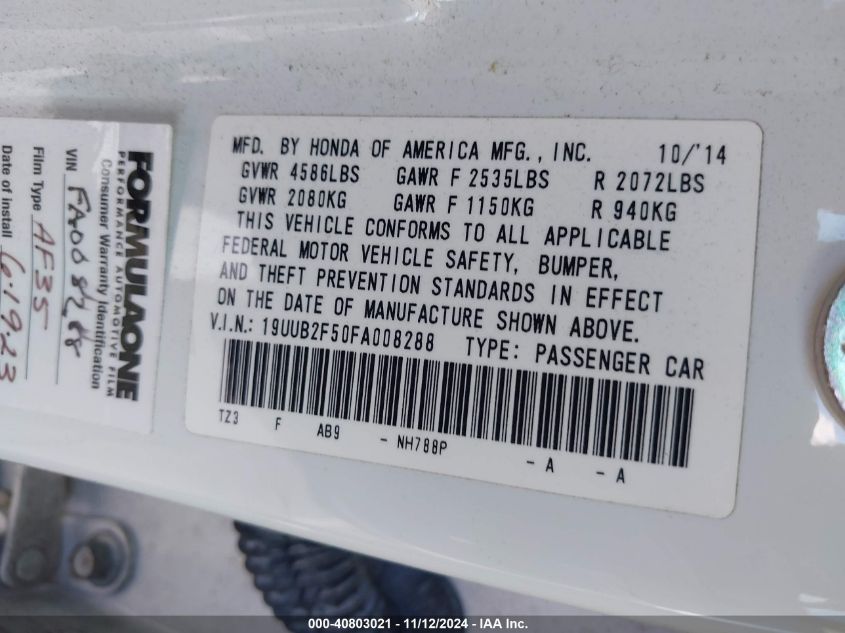 MFD. BY HONDA OF AMERICA MFG., INC. 10/'14
GVWR 4586LBS GAWR F 2535LBS R 2072LBS
GVWR 2080KG GAWR F 1150KG R 940KG
THIS VEHICLE CONFORMS TO ALL APPLICABLE
FEDERAL MOTOR VEHICLE SAFETY, BUMPER,
AND THEFT PREVENTION STANDARDS IN EFFECT
ON THE DATE OF MANUFACTURE SHOWN ABOVE.
V.I.N.: 19UUB2F50FA008288 TYPE: PASSENGER CAR
TZ3 F AB9 - NH788P - A - A
FORMULAONE
PERFORMANCE AUTOMOTIVE FILM
Consumer Warranty Identification
VIN FA008288
Film Type AF35
Date of Install 6.19.23
000-40803021 - 11/12/2024 - IAA Inc.